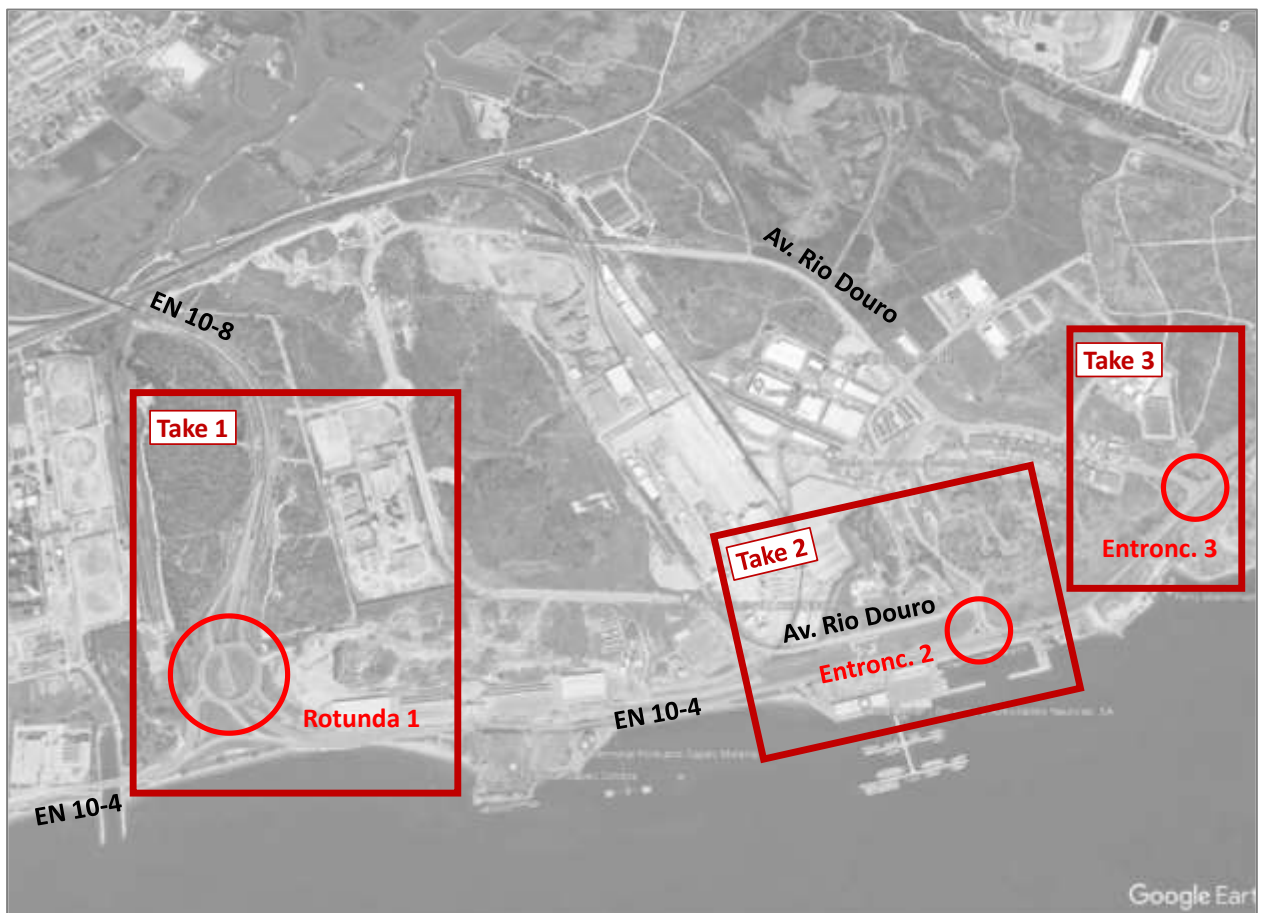 Av. Rio Douro
EN 10-8
Take 3
Take 1
Entronc. 3
Take 2
Av. Rio Douro
Entronc. 2
EN 10-4
Rotunda 1
EN 10-4
Google Eart